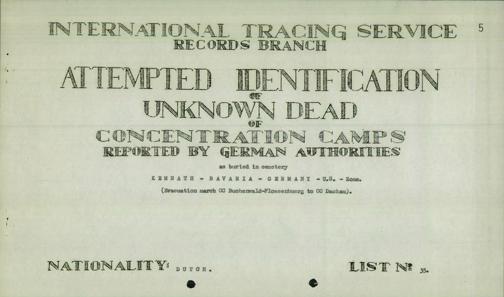 5
INTERNATIONAL TRACING SERVICE
RECORDS BRANCH
ATTEMPTED IDENTIFICATION
OF
UNKNOWN DEAD
OF
CONCENTRATION CAMPS
REPORTED BY GERMAN AUTHORITIES
as buried in cemetery
KEMNATH - BAVARIA - GERMANY - U.S. - Zone.
(Evacuation march CC Buchenwald-Flossenbuerg to CC Dachau).
NATIONALITY: DUTCH.
LIST Nº 35.